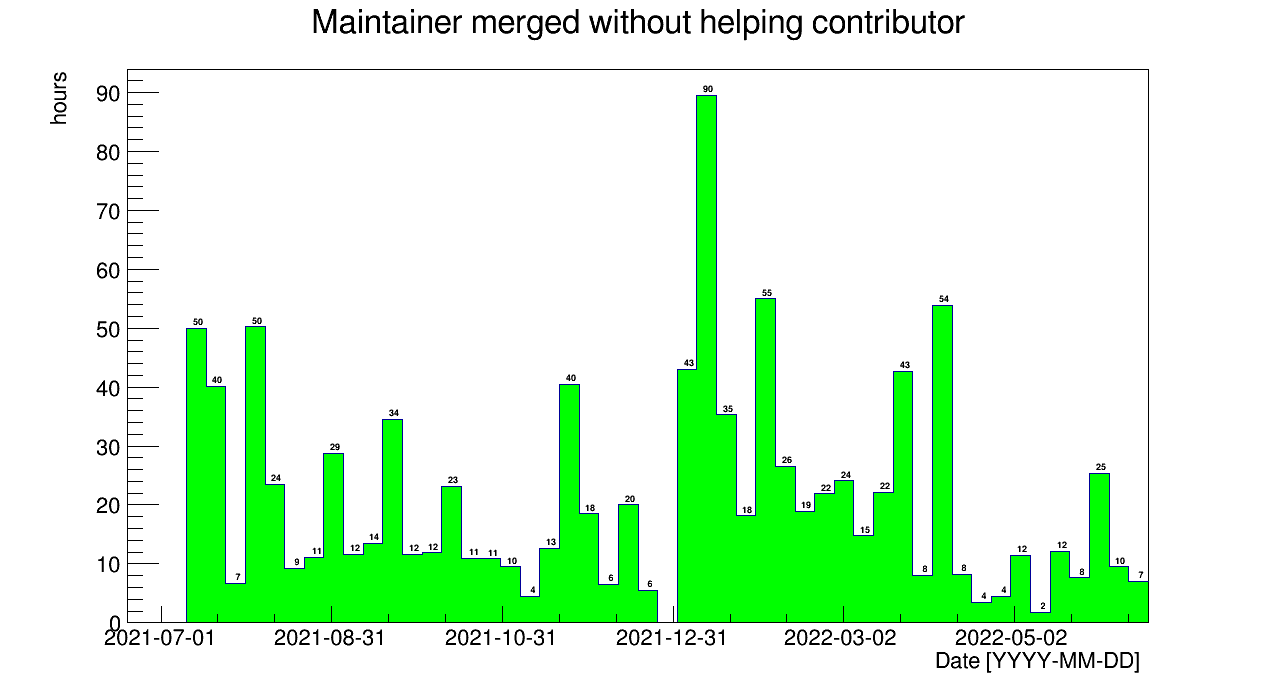 Maintainer merged without helping contributor
hours
90
80
70
60
50
40
30
20
10
0
50 40 7 50 24 9 11 29 12 14 34 12 12 23 11 11 10 4 13 40 18 6 20 6 43 90 35 18 55 26 19 22 24 15 22 43 8 54 8 4 4 12 2 12 8 25 10 7
2021-07-01 2021-08-31 2021-10-31 2021-12-31 2022-03-02 2022-05-02
Date [YYYY-MM-DD]